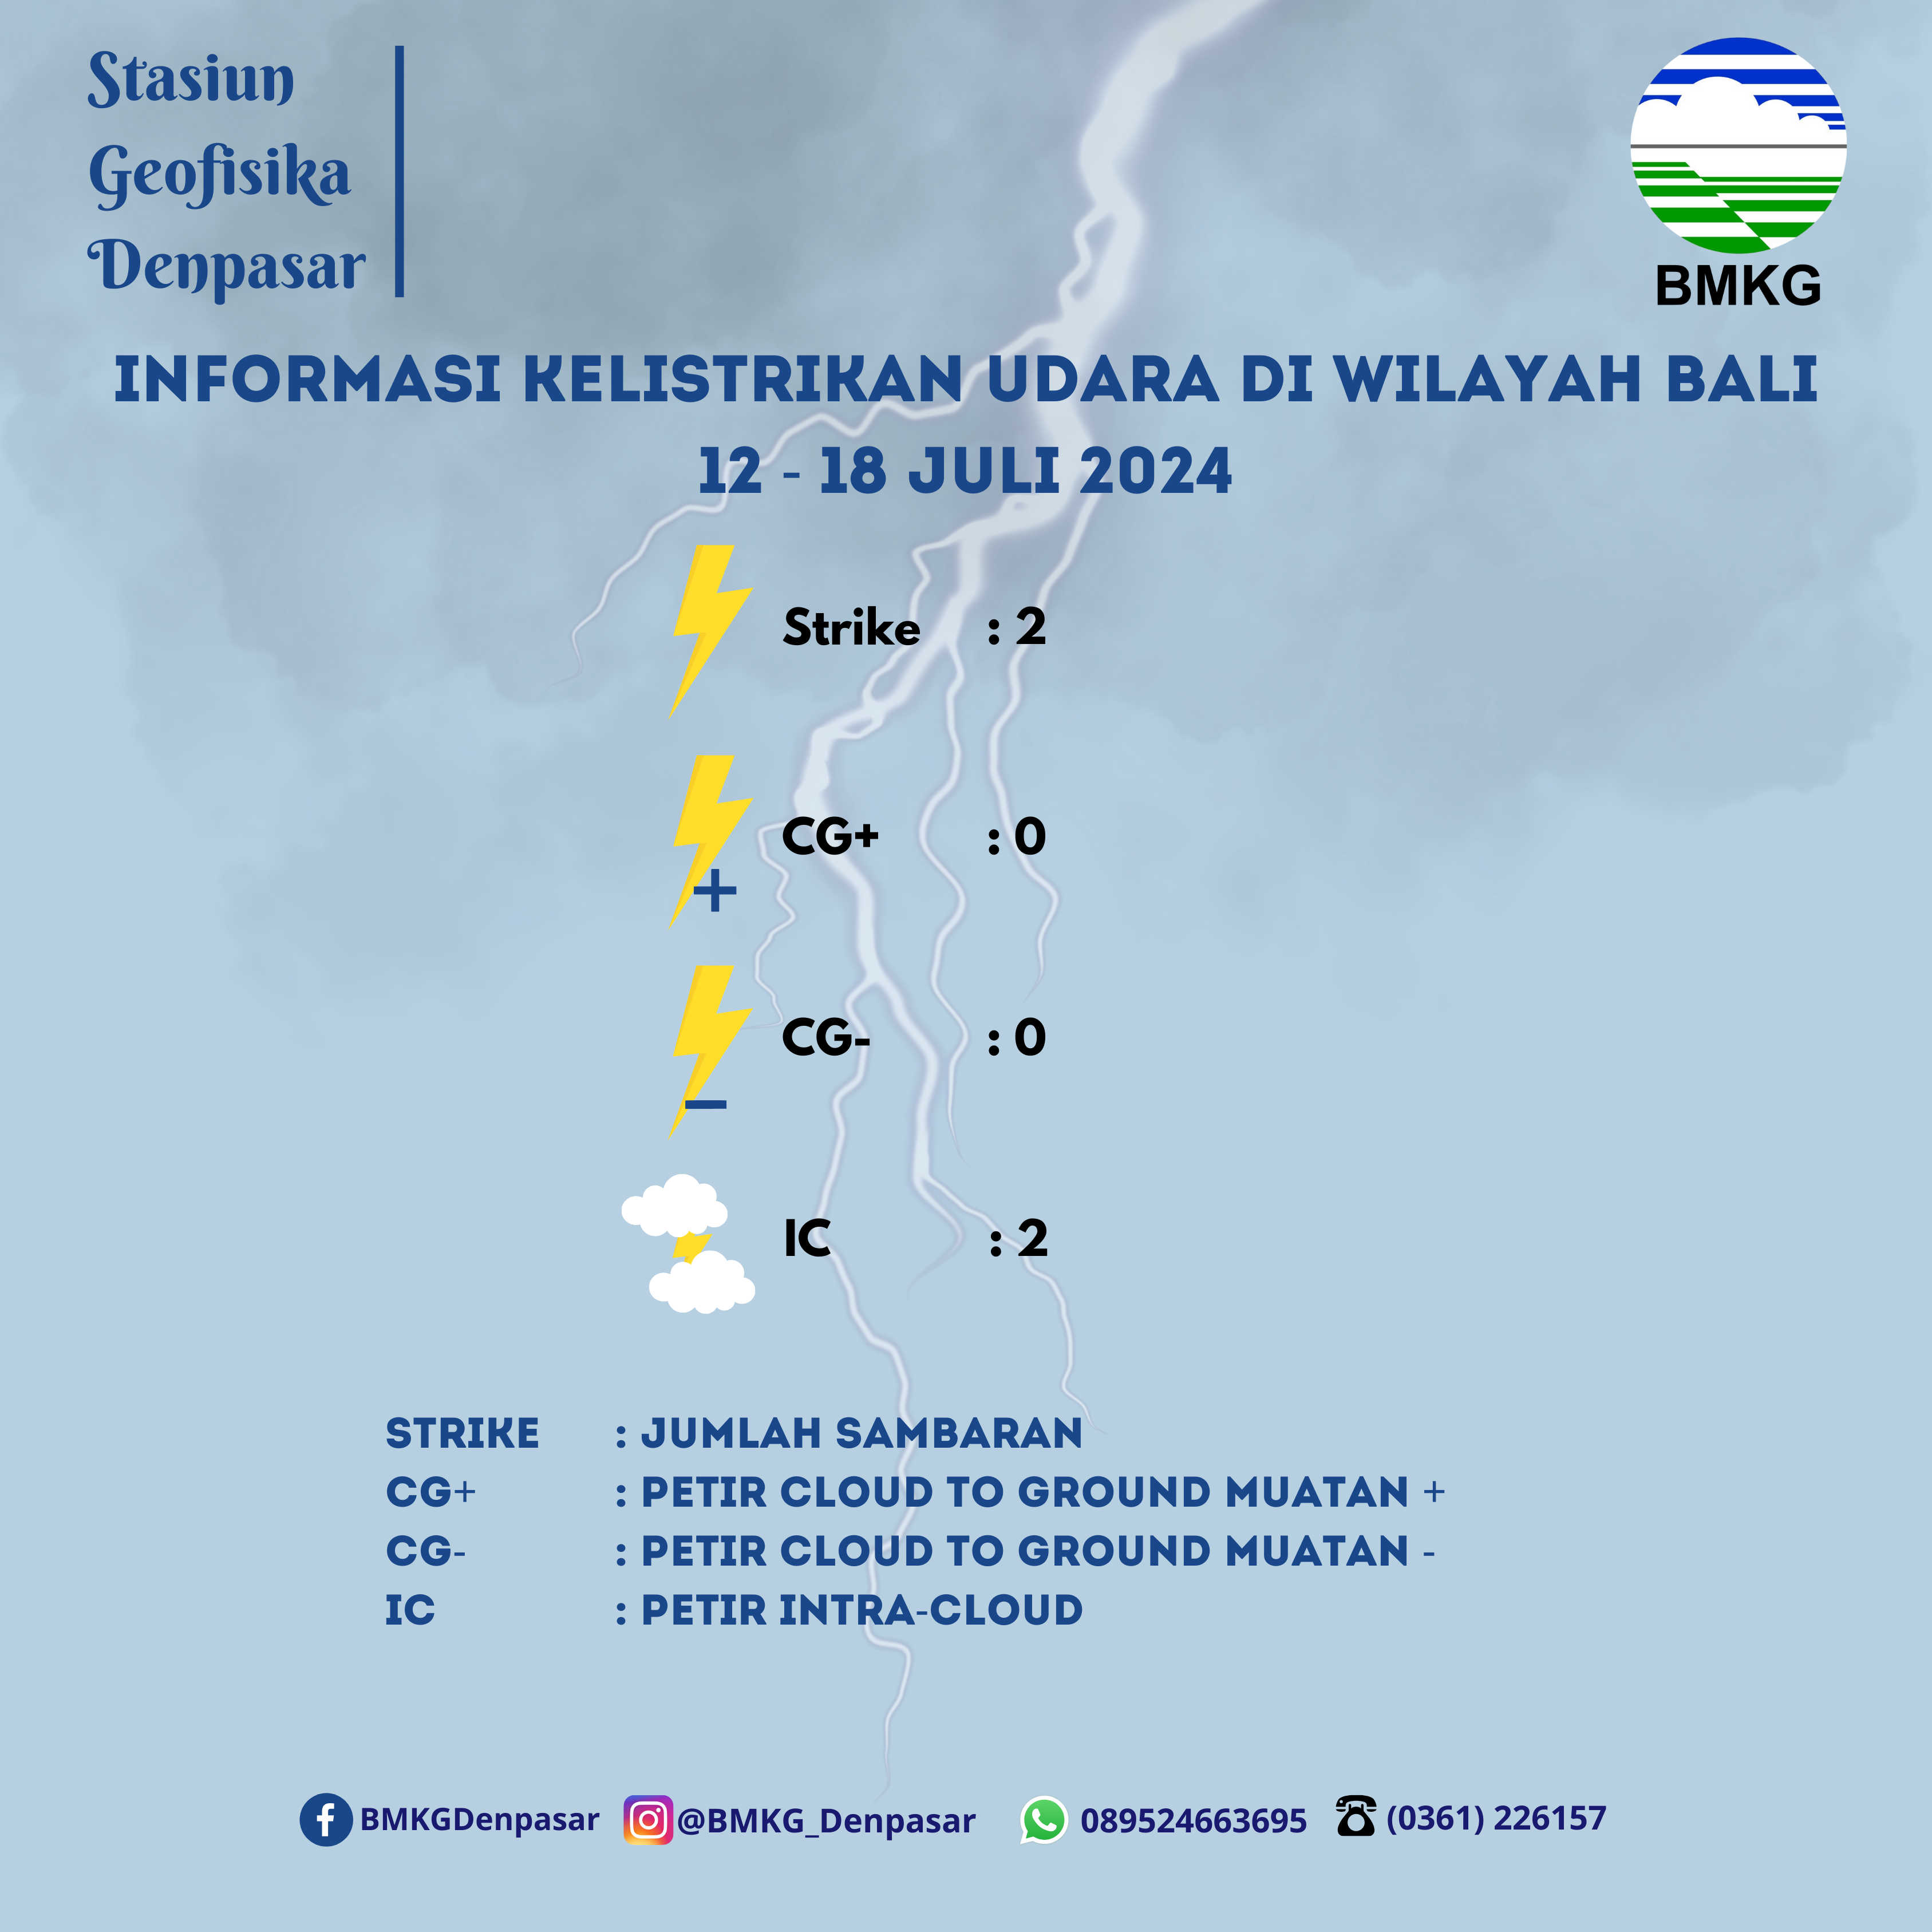 Stasiun
Geofisika
Denpasar
BMKG
INFORMASI KELISTRIKAN UDARA DI WILAYAH BALI
12 - 18 JULI 2024
Strike : 2
CG+ : 0
+
CG- : 0
-
IC : 2
STRIKE : JUMLAH SAMBARAN
CG+ : PETIR CLOUD TO GROUND MUATAN +
CG- : PETIR CLOUD TO GROUND MUATAN -
IC : PETIR INTRA-CLOUD
BMKGDenpasar @BMKG_Denpasar 089524663695 (0361) 226157